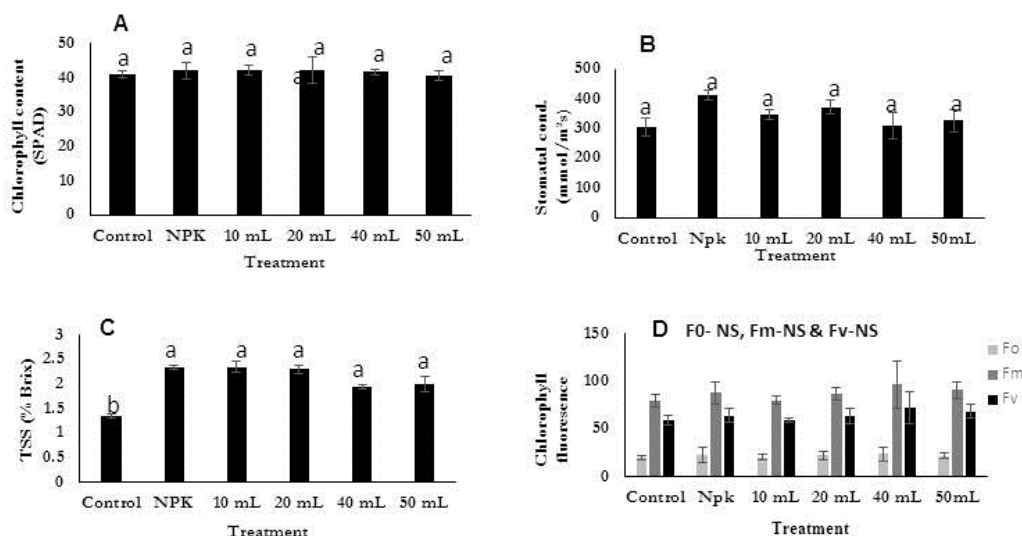 A
Chlorophyll content
(SPAD)
50
40
30
20
10
0
a a a a a a
a
Control NPK 10 mL 20 mL 40 mL 50 mL
Treatment
B
Stomatal cond.
(mmol/m²s)
500
400
300
200
100
0
a a a a a a
Control Npk 10 mL 20 mL 40 mL 50mL
Treatment
C
TSS (% Brix)
3
2.5
2
1.5
1
0.5
0
b a a a a a
Control NPK 10 mL 20 mL 40 mL 50 mL
Treatment
D F0- NS, Fm-NS & Fv-NS
Chlorophyll
fluoresence
150
100
50
0
Fo
Fm
Fv
Control Npk 10 mL 20 mL 40 mL 50mL
Treatment